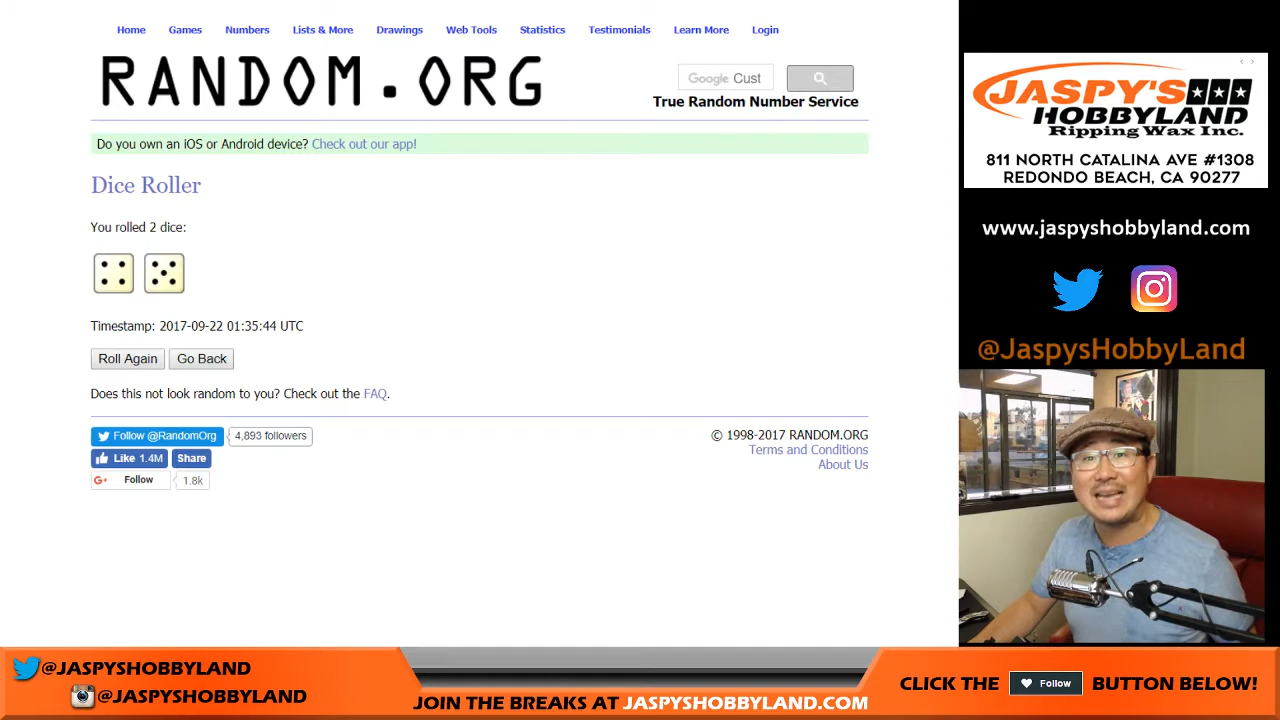 Home Games Numbers Lists & More Drawings Web Tools Statistics Testimonials Learn More Login
RANDOM.ORG
Google Cust
True Random Number Service
Do you own an iOS or Android device? Check out our app!
Dice Roller
You rolled 2 dice:
Timestamp: 2017-09-22 01:35:44 UTC
Roll Again Go Back
Does this not look random to you? Check out the FAQ.
Follow @RandomOrg 4,893 followers
Like 1.4M Share
G+ Follow 1.8k
© 1998-2017 RANDOM.ORG
Terms and Conditions
About Us
JASPY'S
HOBBYLAND
Ripping Wax Inc.
811 NORTH CATALINA AVE #1308
REDONDO BEACH, CA 90277
www.jaspyshobbyland.com
@JaspysHobbyLand
@JASPYSHOBBYLAND
@JASPYSHOBBYLAND
JOIN THE BREAKS AT JASPYSHOBBYLAND.COM
CLICK THE Follow BUTTON BELOW!